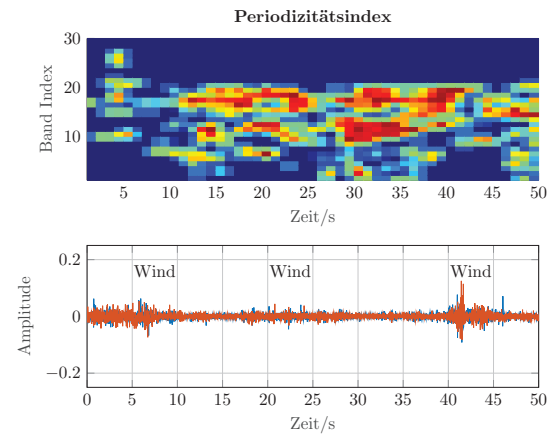 Periodizitätsindex
30
20
10
Band Index
5 10 15 20 25 30 35 40 45 50
Zeit/s
0.2
0
−0.2
Amplitude
Wind Wind Wind
0 5 10 15 20 25 30 35 40 45 50
Zeit/s